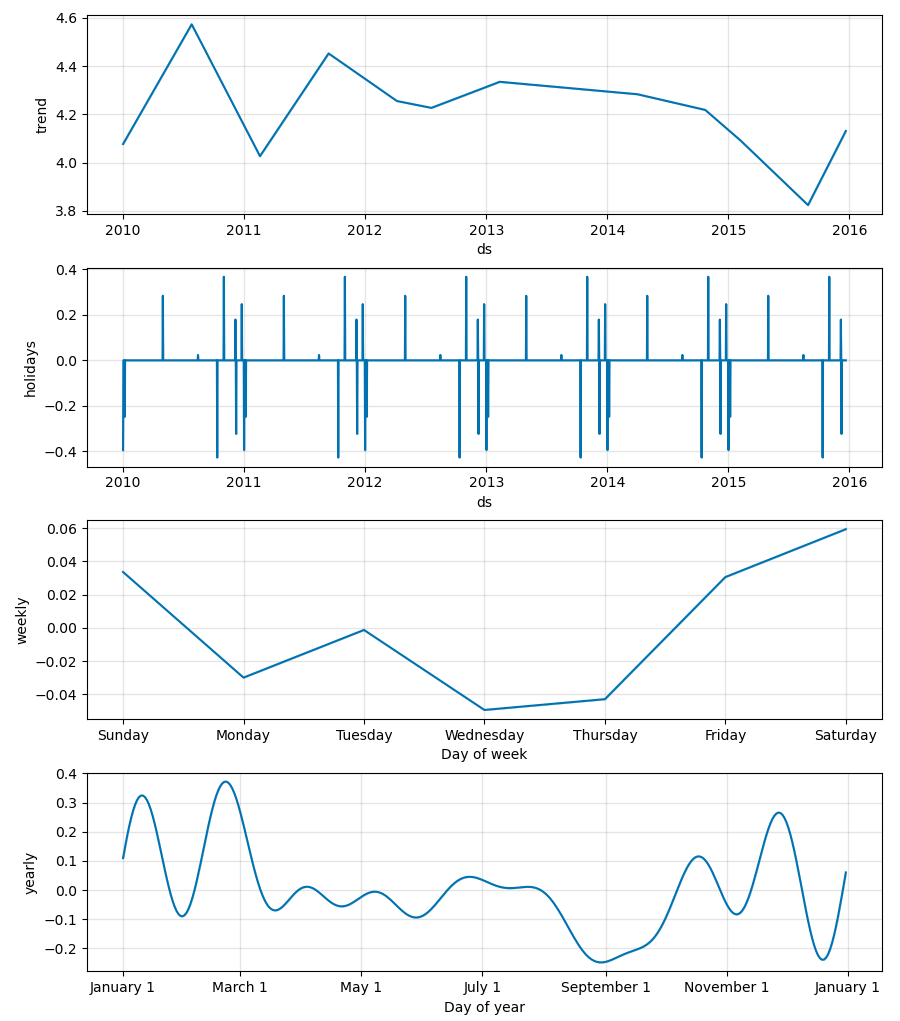 4.6
4.4
4.2
4.0
3.8
trend
2010 2011 2012 2013 2014 2015 2016
ds
0.4
0.2
0.0
−0.2
−0.4
holidays
2010 2011 2012 2013 2014 2015 2016
ds
0.06
0.04
0.02
0.00
−0.02
−0.04
weekly
Sunday Monday Tuesday Wednesday Thursday Friday Saturday
Day of week
0.4
0.3
0.2
0.1
0.0
−0.1
−0.2
yearly
January 1 March 1 May 1 July 1 September 1 November 1 January 1
Day of year